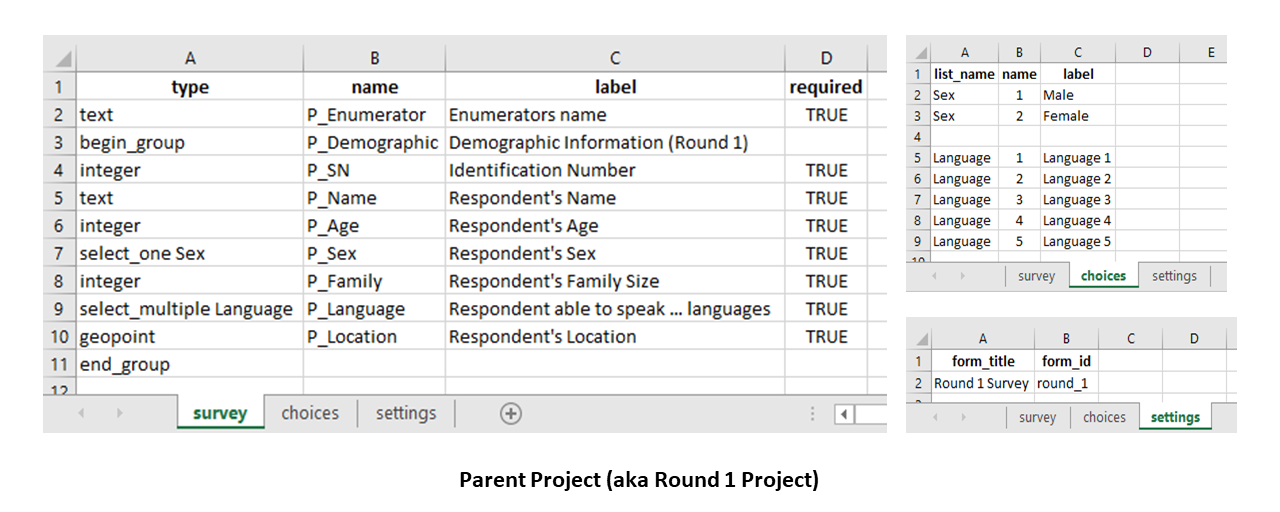 A B C D
1 type name label required
2 text P_Enumerator Enumerators name TRUE
3 begin_group P_Demographic Demographic Information (Round 1)
4 integer P_SN Identification Number TRUE
5 text P_Name Respondent's Name TRUE
6 integer P_Age Respondent's Age TRUE
7 select_one Sex P_Sex Respondent's Sex TRUE
8 integer P_Family Respondent's Family Size TRUE
9 select_multiple Language P_Language Respondent able to speak ... languages TRUE
10 geopoint P_Location Respondent's Location TRUE
11 end_group
12
survey choices settings
A B C D E
1 list_name name label
2 Sex 1 Male
3 Sex 2 Female
4
5 Language 1 Language 1
6 Language 2 Language 2
7 Language 3 Language 3
8 Language 4 Language 4
9 Language 5 Language 5
10
survey choices settings
A B C D
1 form_title form_id
2 Round 1 Survey round_1
survey choices settings
Parent Project (aka Round 1 Project)